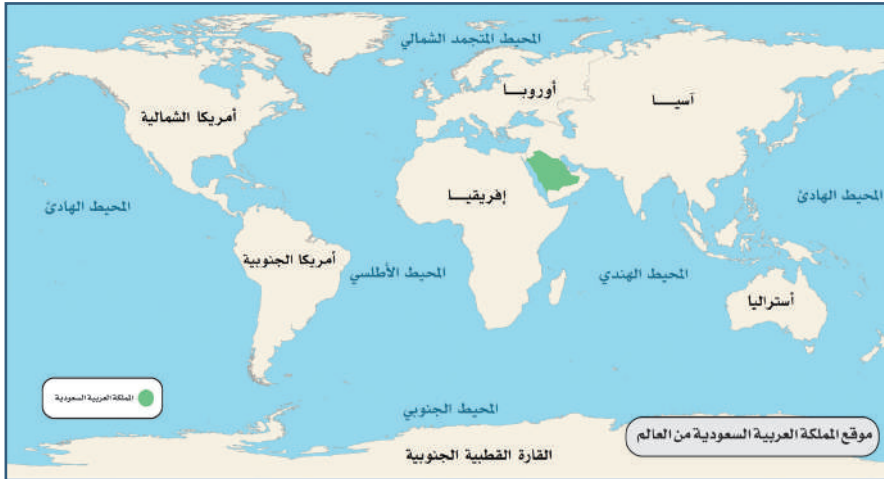 المحيط المتجمد الشمالي
أوروبـــا
آسيـــا
أمريكا الشمالية
المحيط الهادئ
إفريقيـــا
المحيط الهادئ
أمريكا الجنوبية
المحيط الأطلسي
المحيط الهندي
أستراليا
المملكة العربية السعودية
المحيط الجنوبي
موقع المملكة العربية السعودية من العالم
القارة القطبية الجنوبية